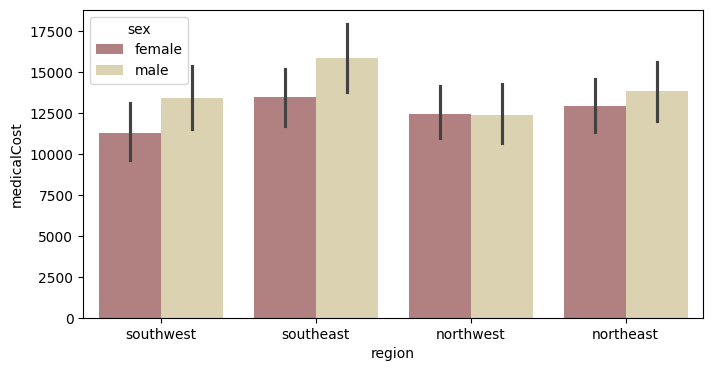 sex
female
male
17500
15000
12500
10000
7500
5000
2500
0
medicalCost
southwest
southeast
northwest
northeast
region